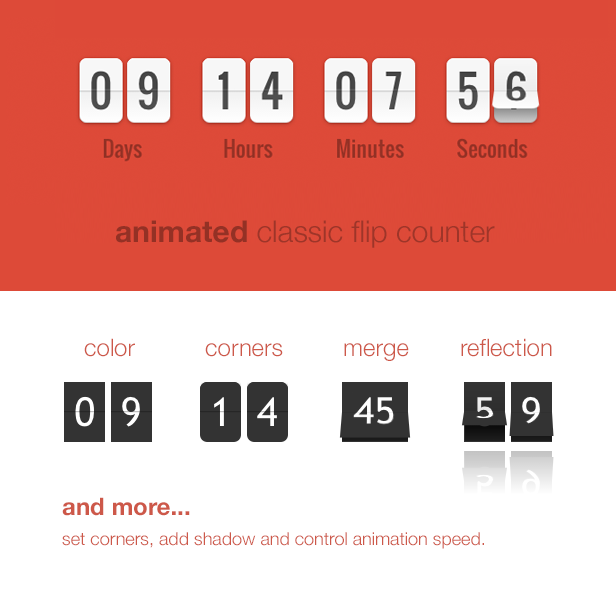 09 14 07 56
Days Hours Minutes Seconds
animated classic flip counter
color corners merge reflection
09 14 45 59
and more...
set corners, add shadow and control animation speed.